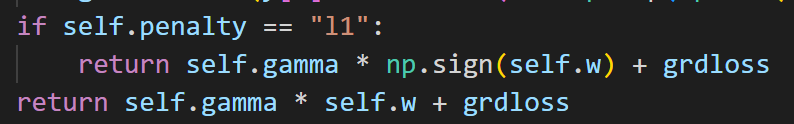 if self.penalty == "l1":
    return self.gamma * np.sign(self.w) + grdloss
return self.gamma * self.w + grdloss